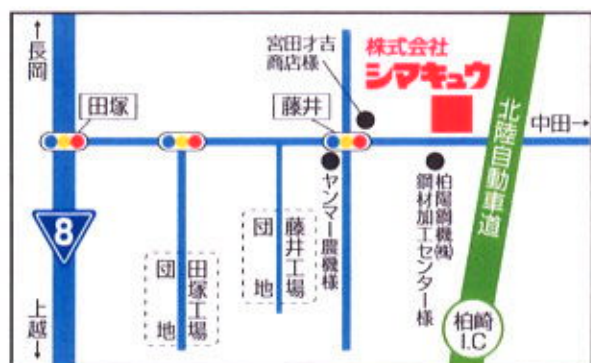 ←長岡
田塚
宮田才吉
商店様
藤井
株式会社
シマキュウ
北陸自動車道
中田→
8
上越→
田塚工場
団地
藤井工場
団地
ヤンマー農機様
柏陽鋼機㈱
鋼材加工センター様
柏崎
I.C